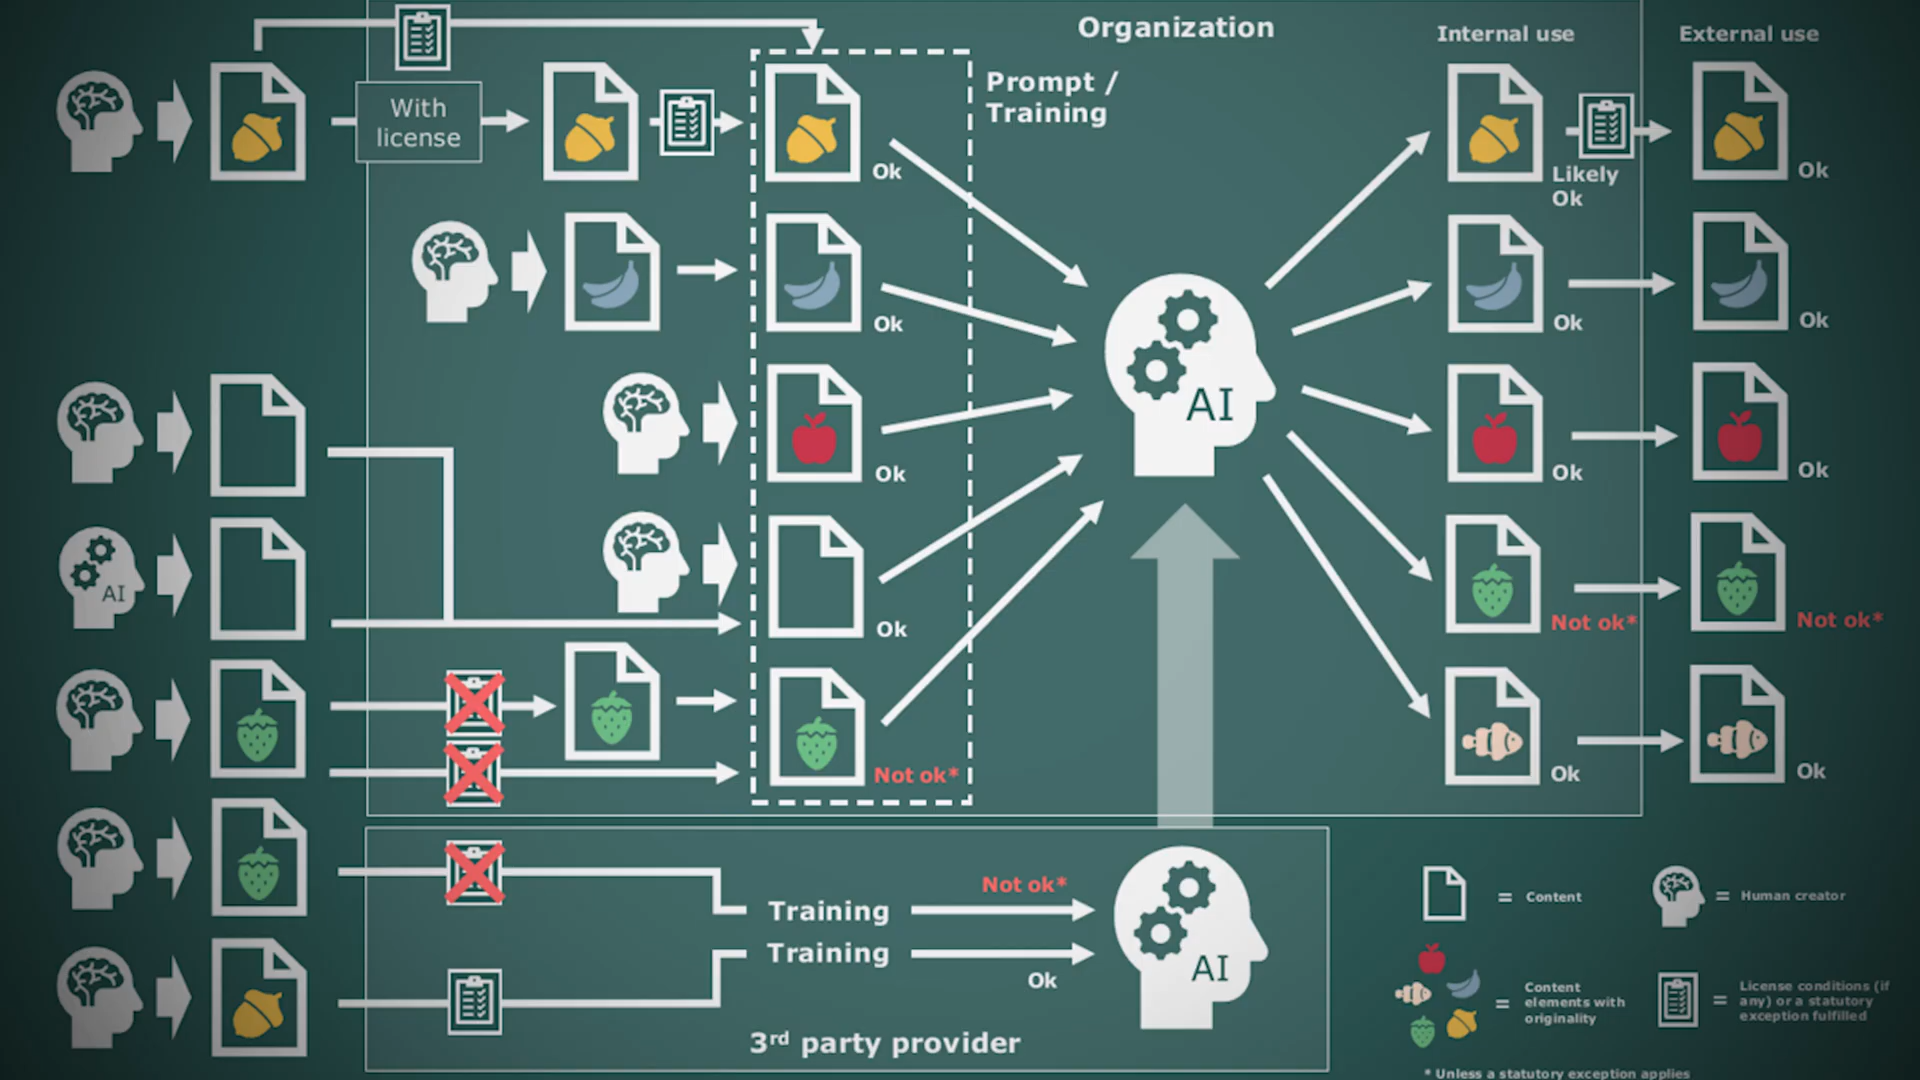 Organization
Internal use
External use
With
license
Prompt /
Training
Ok
Likely
Ok
Ok
Ok
Ok
Ok
AI
Ok
Ok
Ok
AI
Ok
Not ok*
Not ok*
Not ok*
Ok
Ok
Not ok*
Training
Training
Ok
AI
3rd party provider
= Content
= Human creator
= Content
elements with
originality
= License conditions (if
any) or a statutory
exception fulfilled
* Unless a statutory exception applies